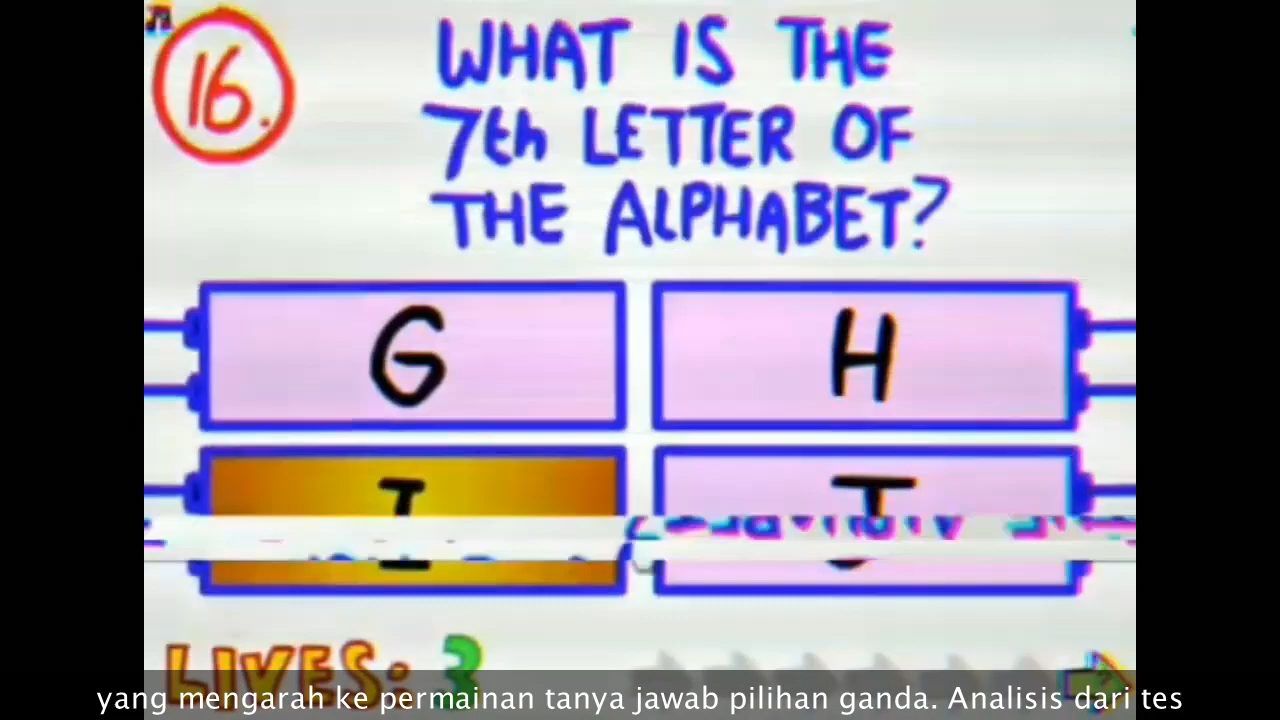 16.
WHAT IS THE
7th LETTER OF
THE ALPHABET?
G
H
I
J
LIVES: 3
yang mengarah ke permainan tanya jawab pilihan ganda. Analisis dari tes